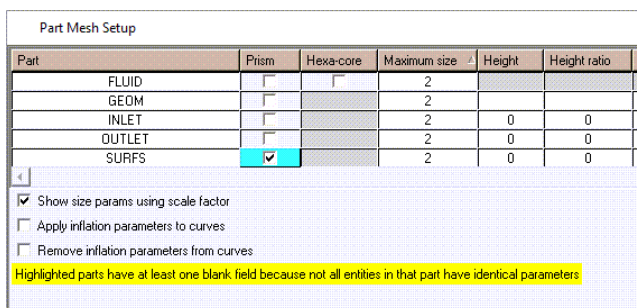 Part Mesh Setup
Part Prism Hexa-core Maximum size Height Height ratio
FLUID 2
GEOM 2
INLET 2 0 0
OUTLET 2 0 0
SURFS 2 0 0
Show size params using scale factor
Apply inflation parameters to curves
Remove inflation parameters from curves
Highlighted parts have at least one blank field because not all entities in that part have identical parameters